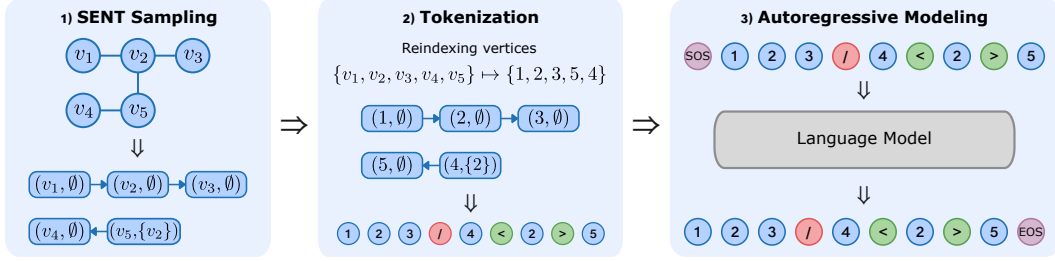 1) SENT Sampling
v₁ v₂ v₃
v₄ v₅
⇓
(v₁, ∅) (v₂, ∅) (v₃, ∅)
(v₄, ∅) (v₅,{v₂})
⇒
2) Tokenization
Reindexing vertices
{v₁, v₂, v₃, v₄, v₅} ↦ {1, 2, 3, 5, 4}
(1, ∅) (2, ∅) (3, ∅)
(5, ∅) (4,{2})
⇓
1 2 3 / 4 < 2 > 5
⇒
3) Autoregressive Modeling
SOS 1 2 3 / 4 < 2 > 5
⇓
Language Model
⇓
1 2 3 / 4 < 2 > 5 EOS